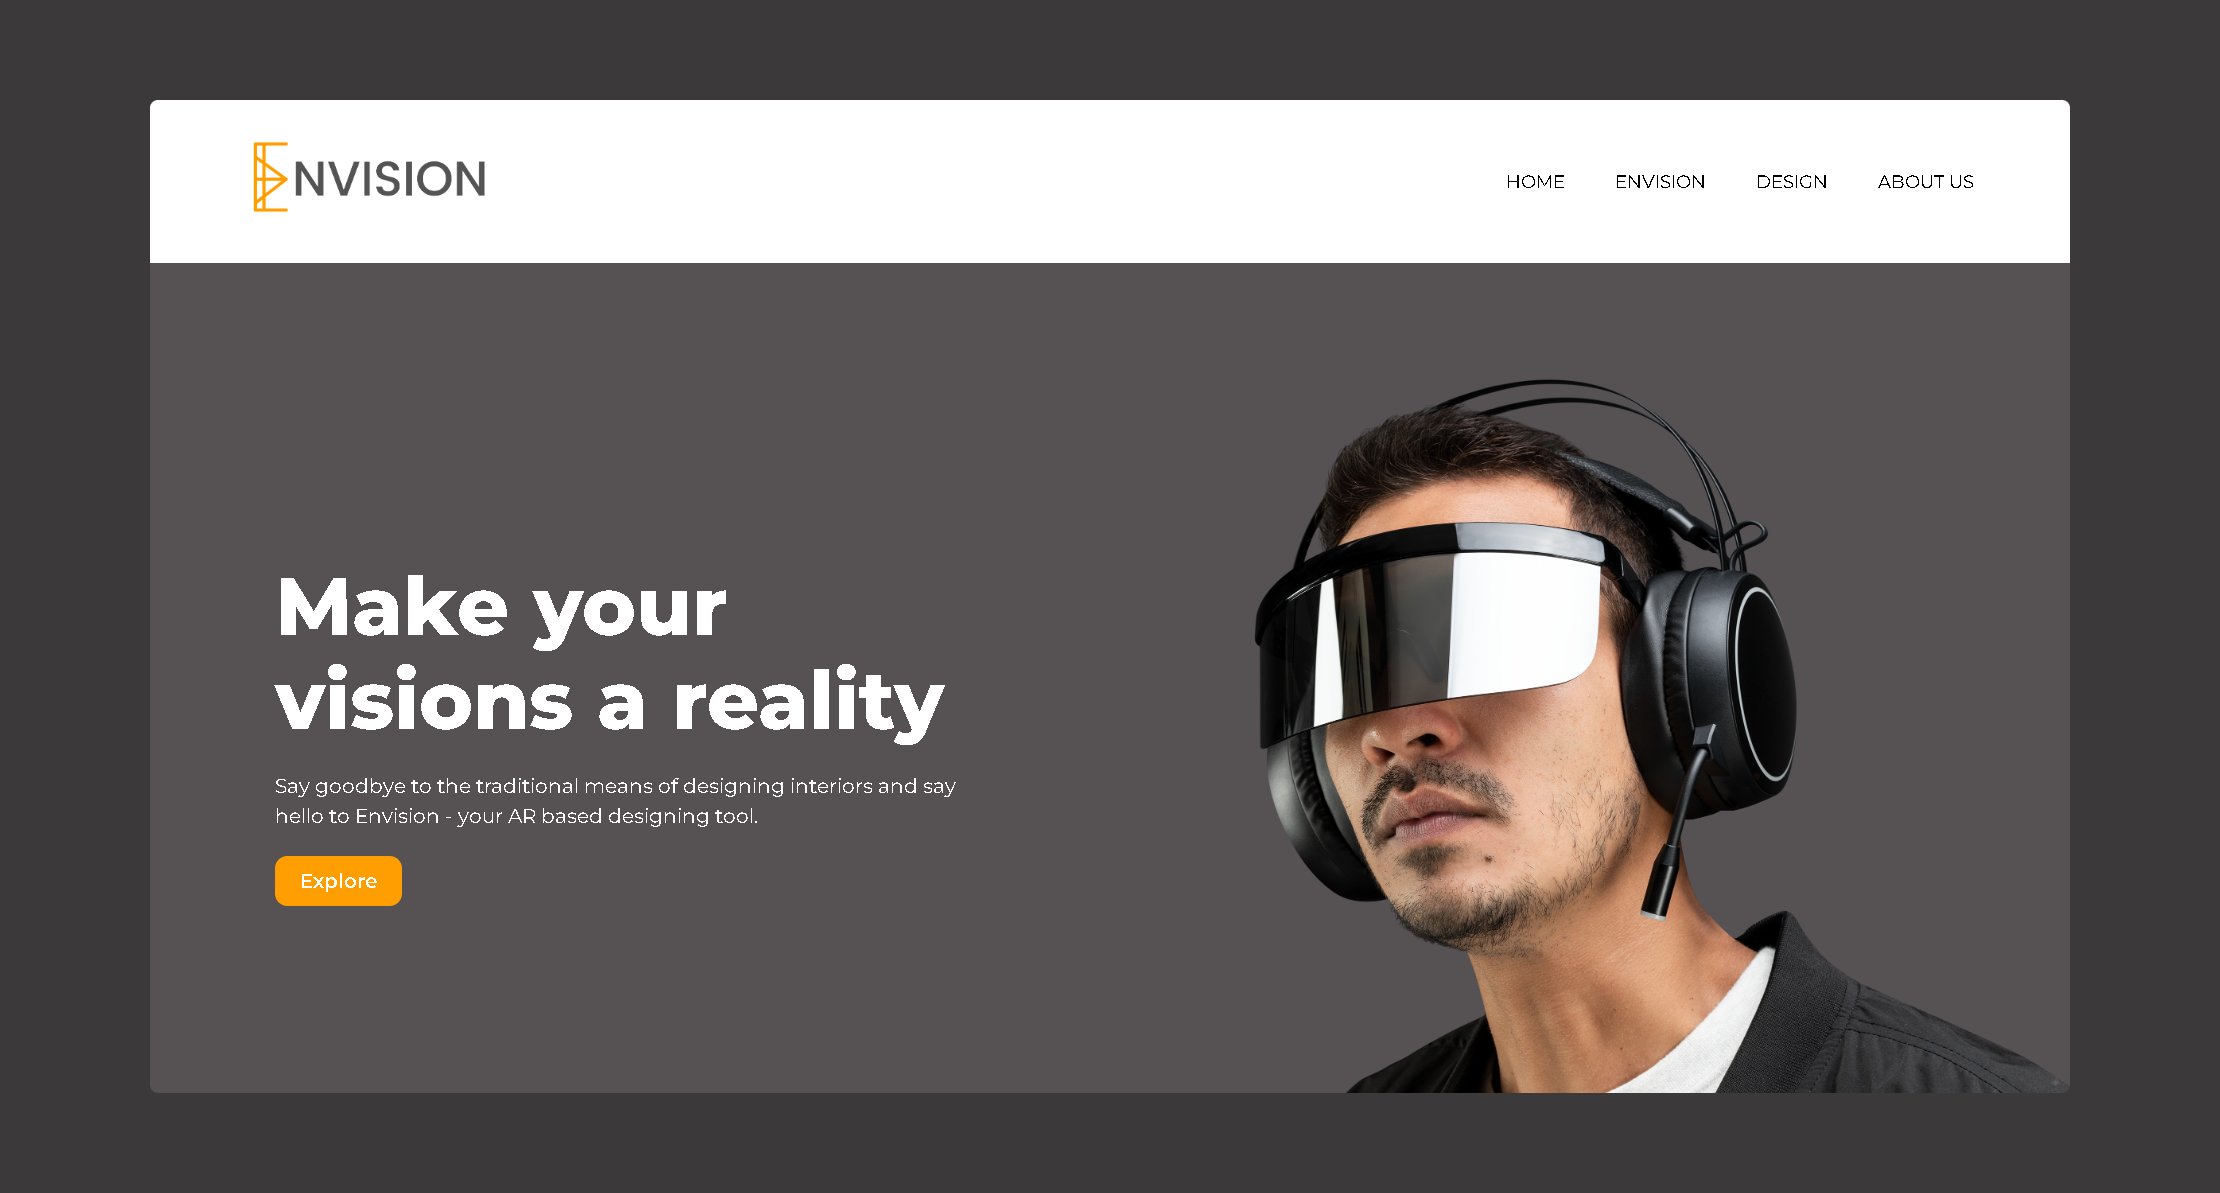 ENVISION
HOME ENVISION DESIGN ABOUT US
Make your
visions a reality
Say goodbye to the traditional means of designing interiors and say
hello to Envision - your AR based designing tool.
Explore